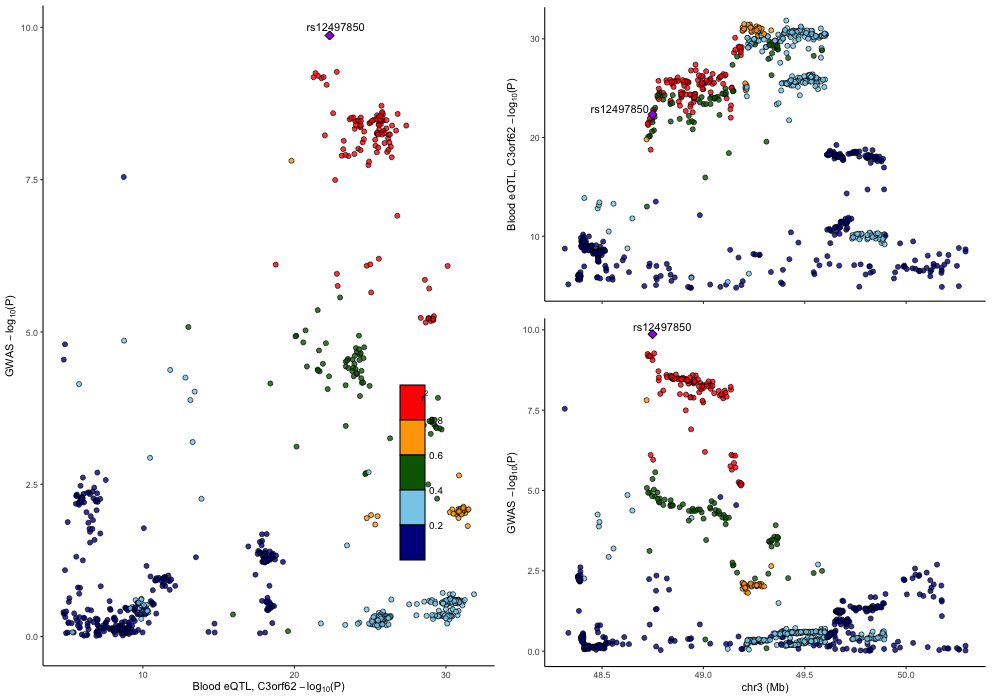 rs12497850
10.0
7.5
5.0
2.5
0.0
GWAS −log10(P)
10
20
30
Blood eQTL, C3orf62 −log10(P)
r2
0.8
0.6
0.4
0.2
rs12497850
30
20
10
Blood eQTL, C3orf62 −log10(P)
rs12497850
10.0
7.5
5.0
2.5
0.0
GWAS −log10(P)
48.5
49.0
49.5
50.0
chr3 (Mb)